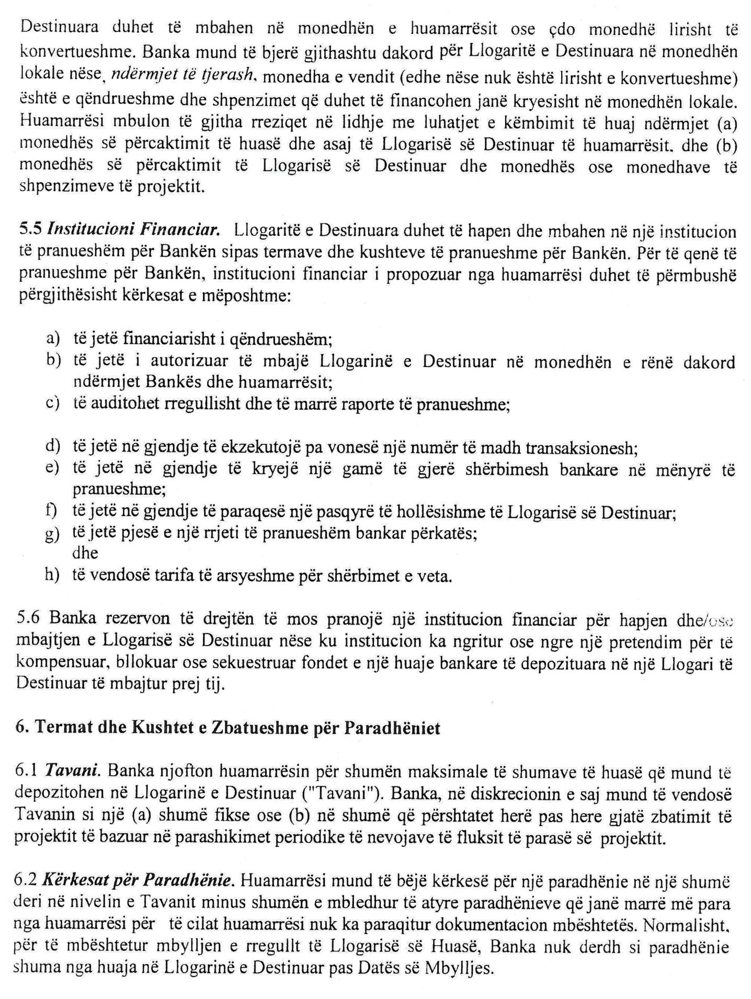 Destinuara duhet të mbahen në monedhën e huamarrësit ose çdo monedhë lirisht të
konvertueshme. Banka mund të bjerë gjithashtu dakord për Llogaritë e Destinuara në monedhën
lokale nëse, ndërmjet të tjerash, monedha e vendit (edhe nëse nuk është lirisht e konvertueshme)
është e qëndrueshme dhe shpenzimet që duhet të financohen janë kryesisht në monedhën lokale.
Huamarrësi mbulon të gjitha rreziqet në lidhje me luhatjet e këmbimit të huaj ndërmjet (a)
monedhës së përcaktimit të huasë dhe asaj të Llogarisë së Destinuar të huamarrësit. dhe (b)
monedhës së përcaktimit të Llogarisë së Destinuar dhe monedhës ose monedhave të
shpenzimeve të projektit.
5.5 Institucioni Financiar. Llogaritë e Destinuara duhet të hapen dhe mbahen në një institucion
të pranueshëm për Bankën sipas termave dhe kushteve të pranueshme për Bankën. Për të qenë të
pranueshme për Bankën, institucioni financiar i propozuar nga huamarrësi duhet të përmbushë
përgjithësisht kërkesat e mëposhtme:
a) të jetë financiarisht i qëndrueshëm;
b) të jetë i autorizuar të mbajë Llogarinë e Destinuar në monedhën e rënë dakord
ndërmjet Bankës dhe huamarrësit;
c) të auditohet rregullisht dhe të marrë raporte të pranueshme;
d) të jetë në gjendje të ekzekutojë pa vonesë një numër të madh transaksionesh;
e) të jetë në gjendje të kryejë një gamë të gjerë shërbimesh bankare në mënyrë të
pranueshme;
f) të jetë në gjendje të paraqesë një pasqyrë të hollësishme të Llogarisë së Destinuar;
g) të jetë pjesë e një rrjeti të pranueshëm bankar përkatës;
dhe
h) të vendosë tarifa të arsyeshme për shërbimet e veta.
5.6 Banka rezervon të drejtën të mos pranojë një institucion financiar për hapjen dhe/ose
mbajtjen e Llogarisë së Destinuar nëse ku institucion ka ngritur ose ngre një pretendim për të
kompensuar, bllokuar ose sekuestruar fondet e një huaje bankare të depozituara në një Llogari të
Destinuar të mbajtur prej tij.
6. Termat dhe Kushtet e Zbatueshme për Paradhëniet
6.1 Tavani. Banka njofton huamarrësin për shumën maksimale të shumave të huasë që mund të
depozitohen në Llogarinë e Destinuar ("Tavani"). Banka, në diskrecionin e saj mund të vendosë
Tavanin si një (a) shumë fikse ose (b) në shumë që përshtatet herë pas here gjatë zbatimit të
projektit të bazuar në parashikimet periodike të nevojave të fluksit të parasë së projektit.
6.2 Kërkesat për Paradhënie. Huamarrësi mund të bëjë kërkesë për një paradhënie në një shumë
deri në nivelin e Tavanit minus shumën e mbledhur të atyre paradhënieve që janë marrë më para
nga huamarrësi për të cilat huamarrësi nuk ka paraqitur dokumentacion mbështetës. Normalisht,
për të mbështetur mbylljen e rregullt të Llogarisë së Huasë, Banka nuk derdh si paradhënie
shuma nga huaja në Llogarinë e Destinuar pas Datës së Mbylljes.